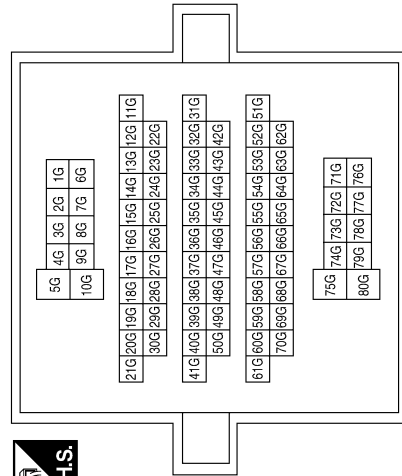 5G 4G 3G 2G 1G
10G 9G 8G 7G 6G
21G 20G 19G 18G 17G 16G 15G 14G 13G 12G 11G
30G 29G 28G 27G 26G 25G 24G 23G 22G
41G 40G 39G 38G 37G 36G 35G 34G 33G 32G 31G
50G 49G 48G 47G 46G 45G 44G 43G 42G
61G 60G 59G 58G 57G 56G 55G 54G 53G 52G 51G
70G 69G 68G 67G 66G 65G 64G 63G 62G
75G 74G 73G 72G 71G
80G 79G 78G 77G 76G
H.S.